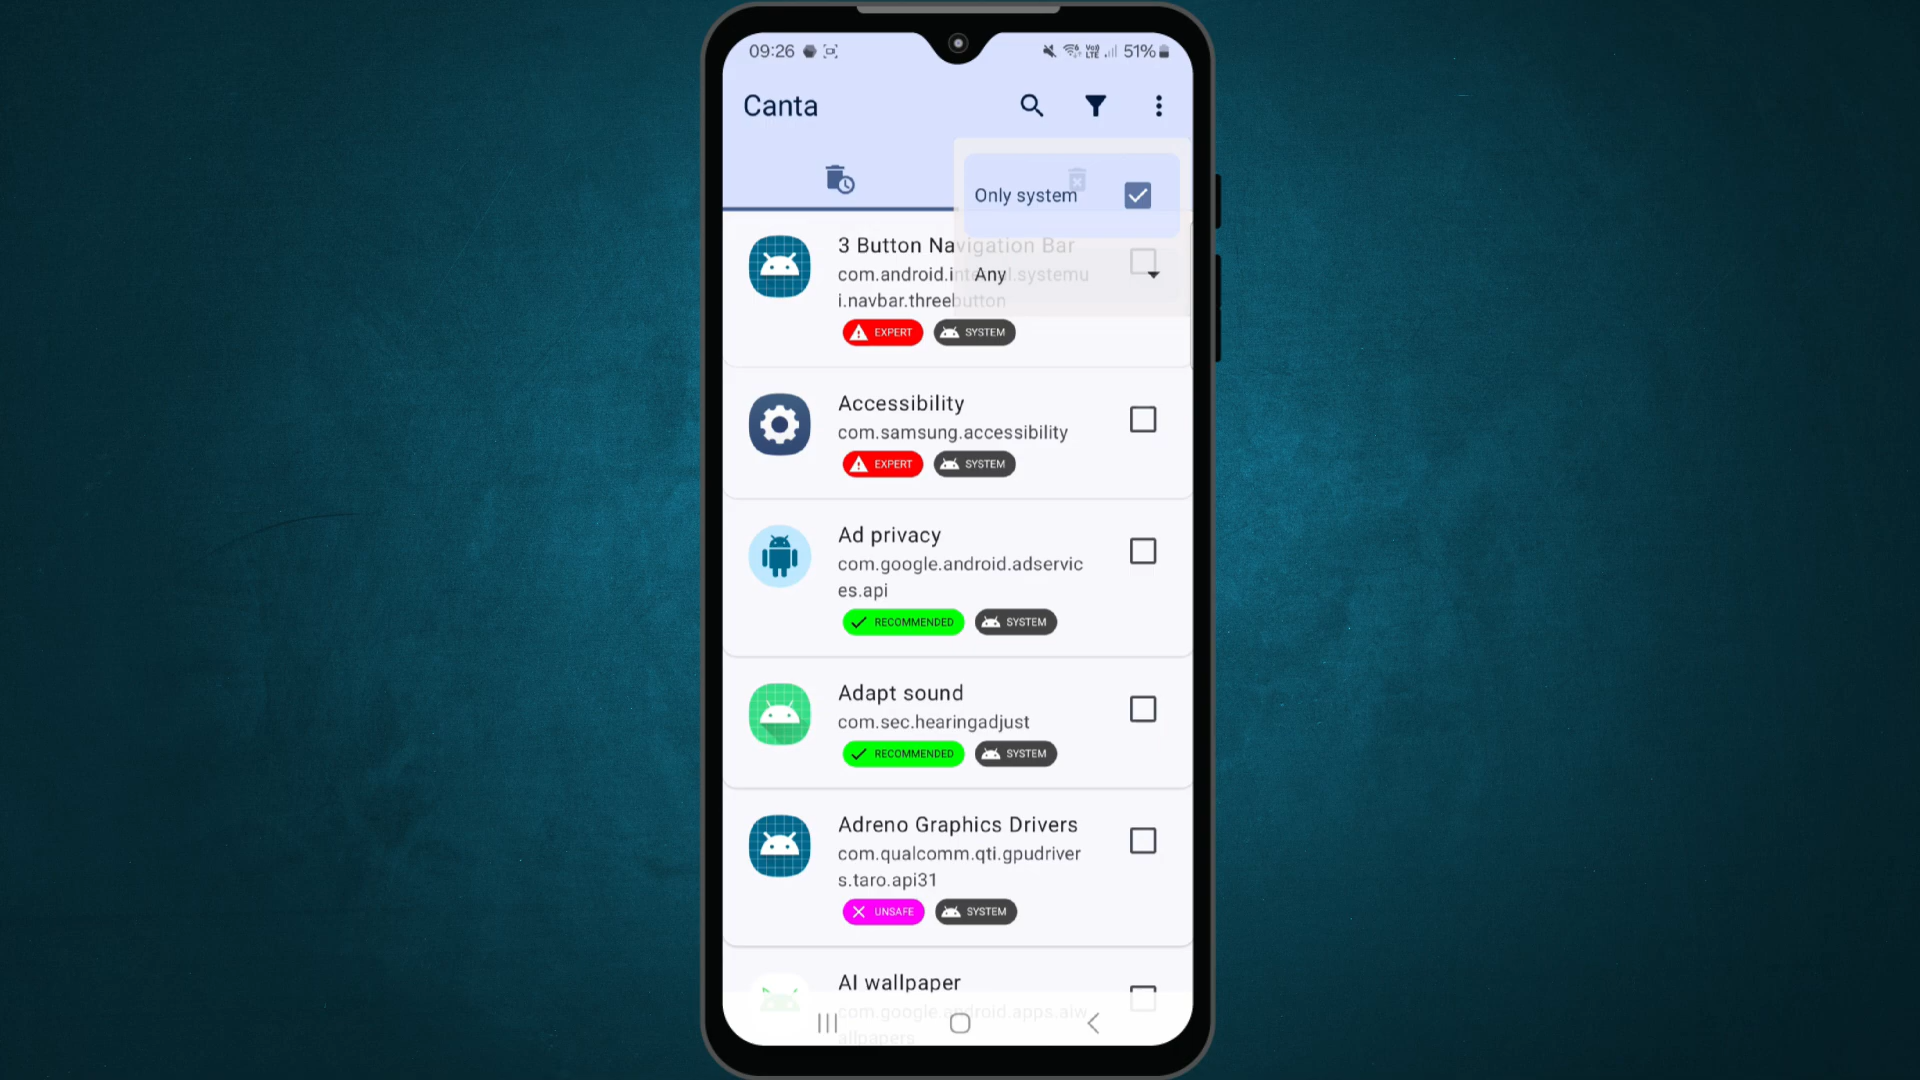 09:26
Vo)) LTE
51%
Canta
Only system
3 Button Navigation Bar
com.android.internal.systemu
i.navbar.threebutton
Any
EXPERT
SYSTEM
Accessibility
com.samsung.accessibility
EXPERT
SYSTEM
Ad privacy
com.google.android.adservic
es.api
RECOMMENDED
SYSTEM
Adapt sound
com.sec.hearingadjust
RECOMMENDED
SYSTEM
Adreno Graphics Drivers
com.qualcomm.qti.gpudriver
s.taro.api31
UNSAFE
SYSTEM
AI wallpaper
com.google.android.apps.aiw
allpapers